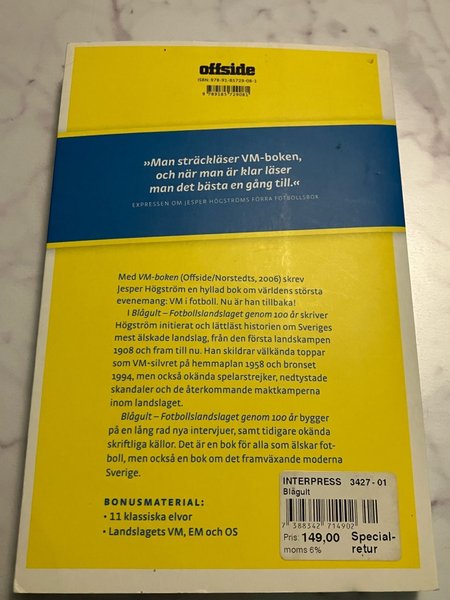 offside
ISBN: 978-91-85729-08-1
9 789185 729081
»Man sträckläser VM-boken,
och när man är klar läser
man det bästa en gång till.«
EXPRESSEN OM JESPER HÖGSTRÖMS FÖRRA FOTBOLLSBOK
Med VM-boken (Offside/Norstedts, 2006) skrev
Jesper Högström en hyllad bok om världens största
evenemang: VM i fotboll. Nu är han tillbaka!
I Blågult – Fotbollslandslaget genom 100 år skriver
Högström initierat och lättläst historien om Sveriges
mest älskade landslag, från den första landskampen
1908 och fram till nu. Han skildrar välkända toppar
som VM-silvret på hemmaplan 1958 och bronset
1994, men också okända spelarstrejker, nedtystade
skandaler och de återkommande maktkamperna
inom landslaget.
Blågult – Fotbollslandslaget genom 100 år bygger
på en lång rad nya intervjuer, samt tidigare okända
skriftliga källor. Det är en bok för alla som älskar fot-
boll, men också en bok om det framväxande moderna
Sverige.
BONUSMATERIAL:
• 11 klassiska elvor
• Landslagets VM, EM och OS
INTERPRESS 3427-01
Blågult
7 388342 714902
Pris: 149,00 Special-
moms 6% retur